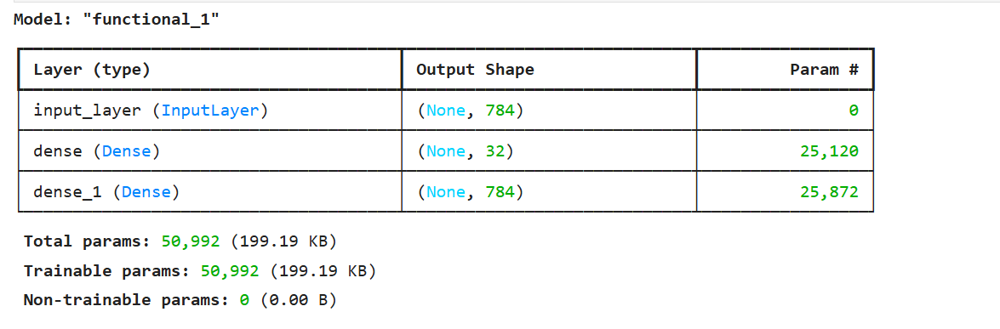 Model: "functional_1"
Layer (type) Output Shape Param #
input_layer (InputLayer) (None, 784) 0
dense (Dense) (None, 32) 25,120
dense_1 (Dense) (None, 784) 25,872
Total params: 50,992 (199.19 KB)
Trainable params: 50,992 (199.19 KB)
Non-trainable params: 0 (0.00 B)